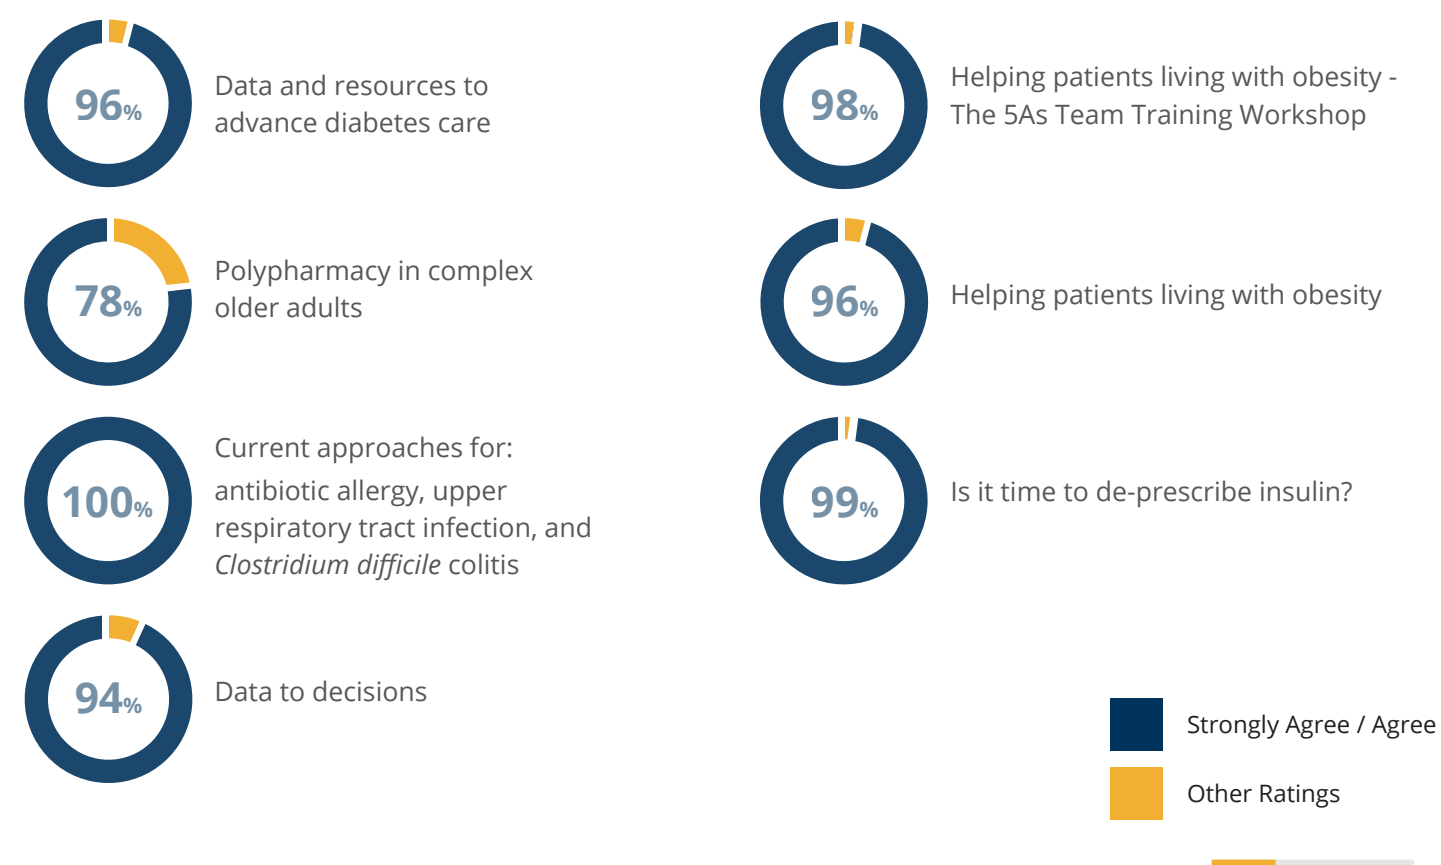 96%
Data and resources to
advance diabetes care
78%
Polypharmacy in complex
older adults
100%
Current approaches for:
antibiotic allergy, upper
respiratory tract infection, and
Clostridium difficile colitis
94%
Data to decisions
98%
Helping patients living with obesity -
The 5As Team Training Workshop
96%
Helping patients living with obesity
99%
Is it time to de-prescribe insulin?
Strongly Agree / Agree
Other Ratings